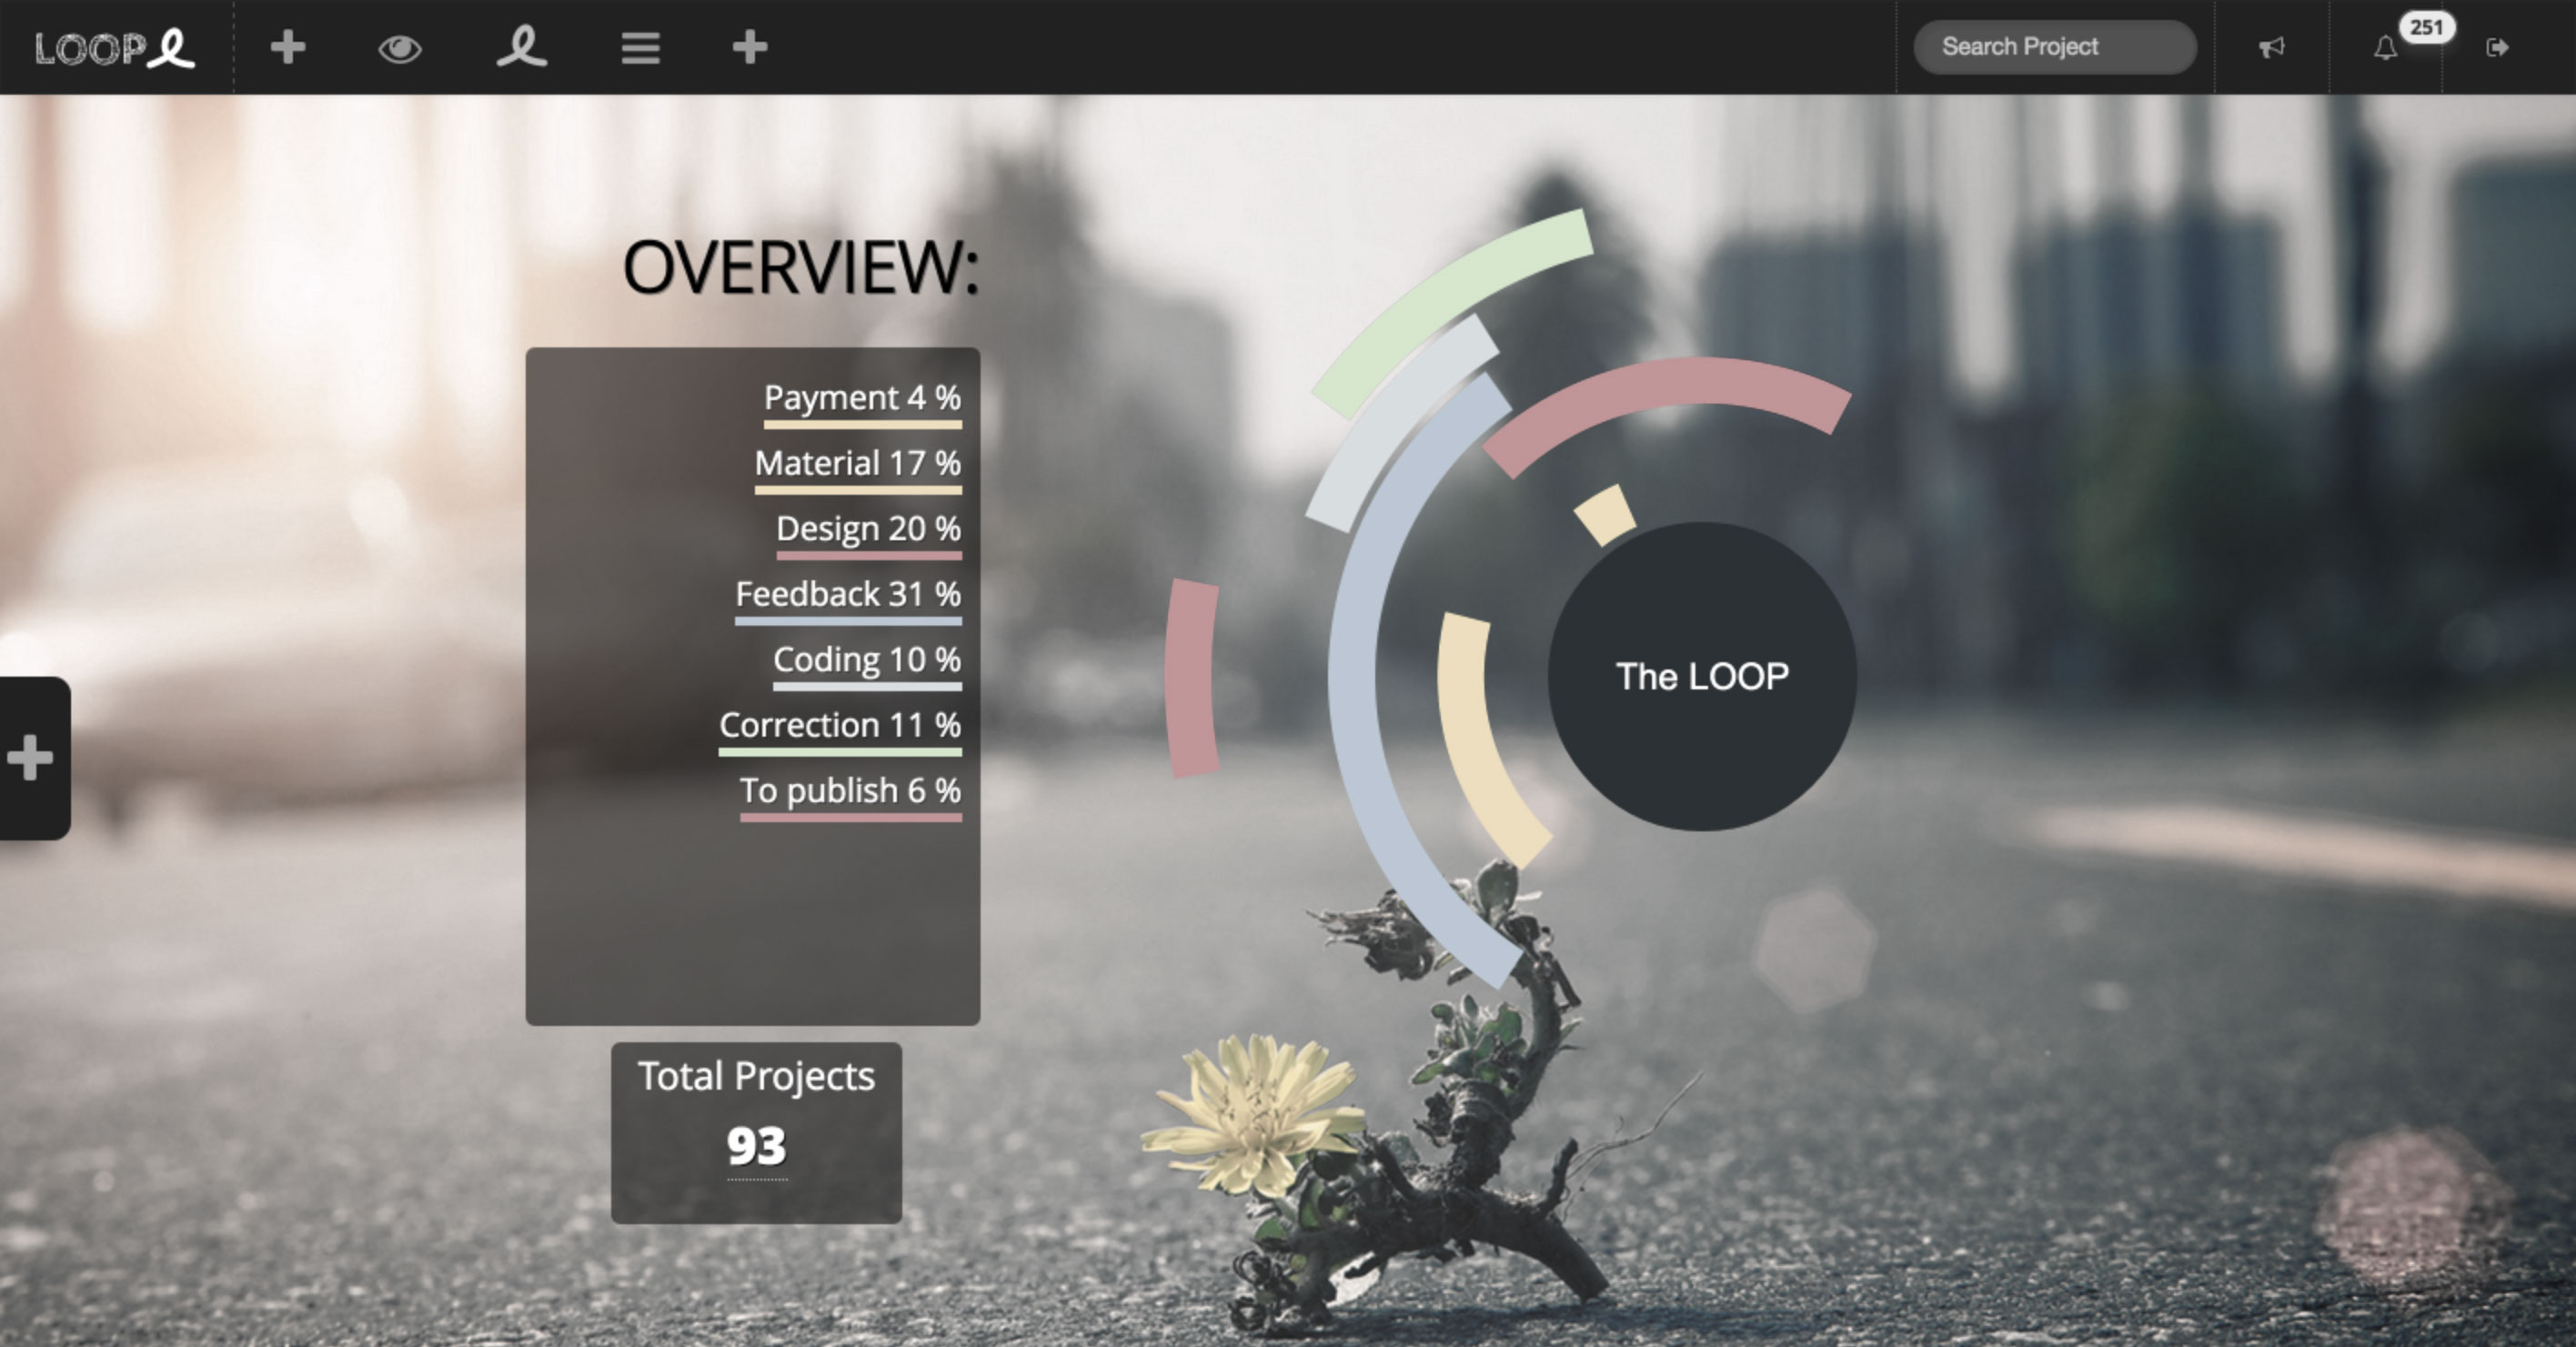 LOOP
Search Project
251
OVERVIEW:
Payment 4 %
Material 17 %
Design 20 %
Feedback 31 %
Coding 10 %
Correction 11 %
To publish 6 %
Total Projects
93
The LOOP